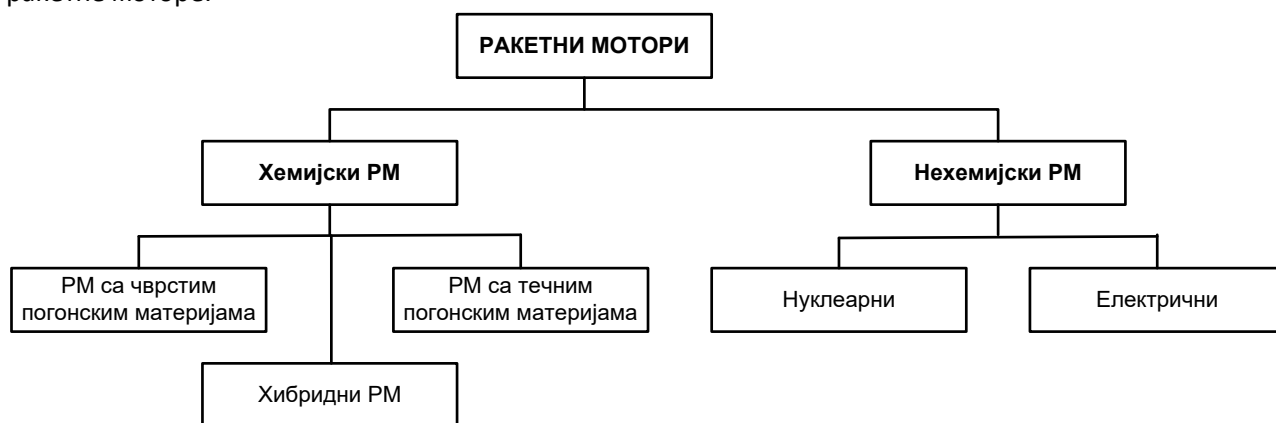 ракетне моторе.
РАКЕТНИ МОТОРИ
Хемијски РМ
Нехемијски РМ
РМ са чврстим
погонским материјама
РМ са течним
погонским материјама
Нуклеарни
Електрични
Хибридни РМ